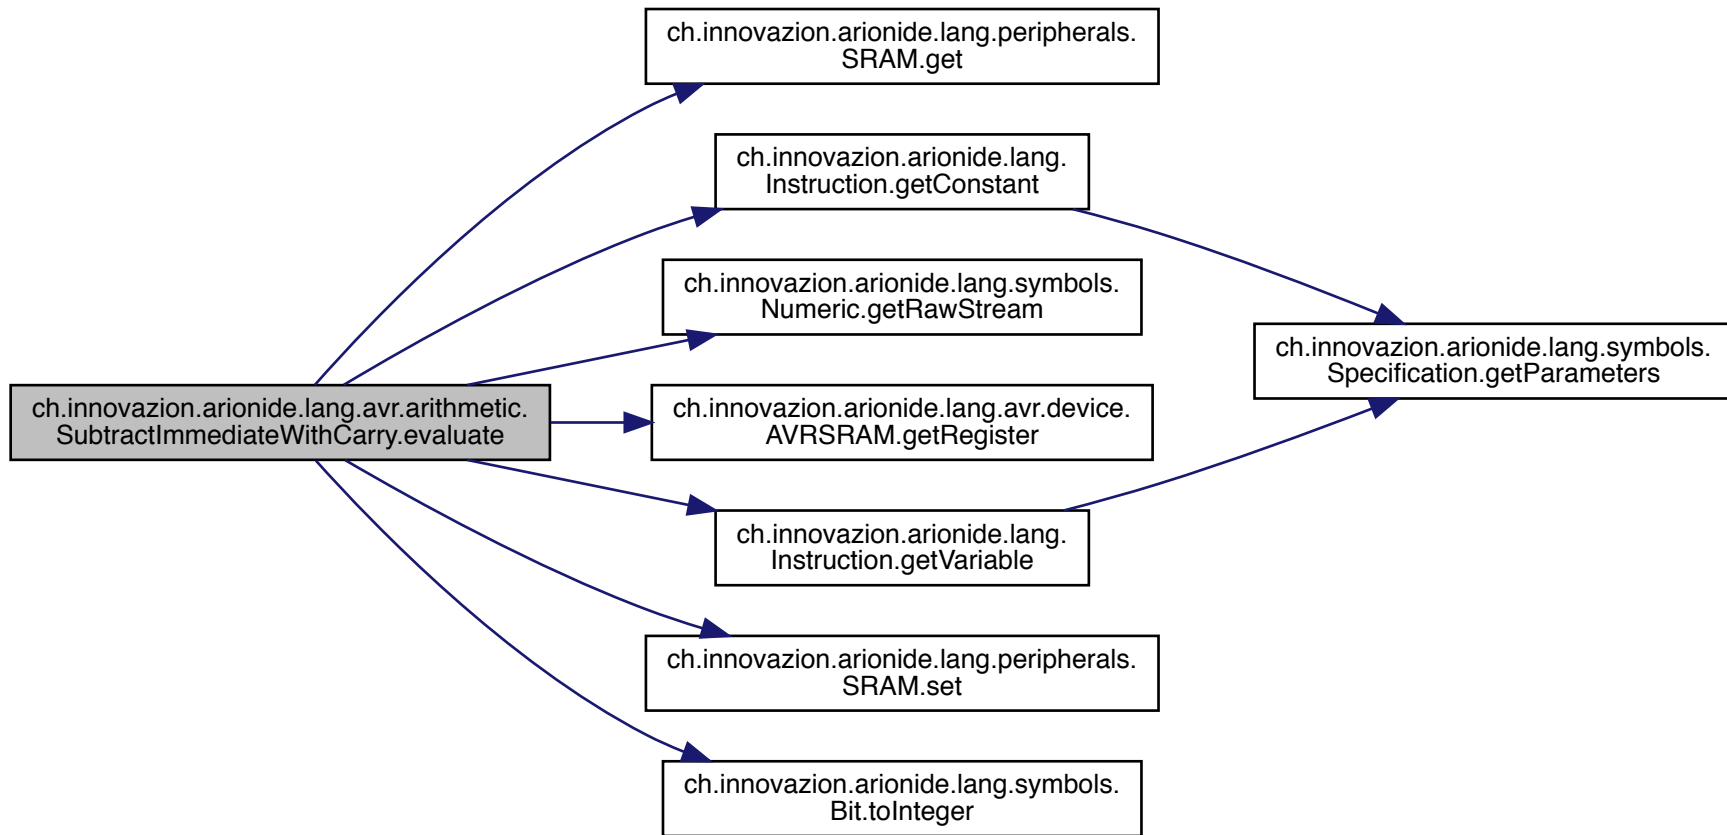 ch.innovazion.arionide.lang.peripherals.
SRAM.get
ch.innovazion.arionide.lang.
Instruction.getConstant
ch.innovazion.arionide.lang.symbols.
Numeric.getRawStream
ch.innovazion.arionide.lang.symbols.
Specification.getParameters
ch.innovazion.arionide.lang.avr.arithmetic.
SubtractImmediateWithCarry.evaluate
ch.innovazion.arionide.lang.avr.device.
AVRSRAM.getRegister
ch.innovazion.arionide.lang.
Instruction.getVariable
ch.innovazion.arionide.lang.peripherals.
SRAM.set
ch.innovazion.arionide.lang.symbols.
Bit.toInteger